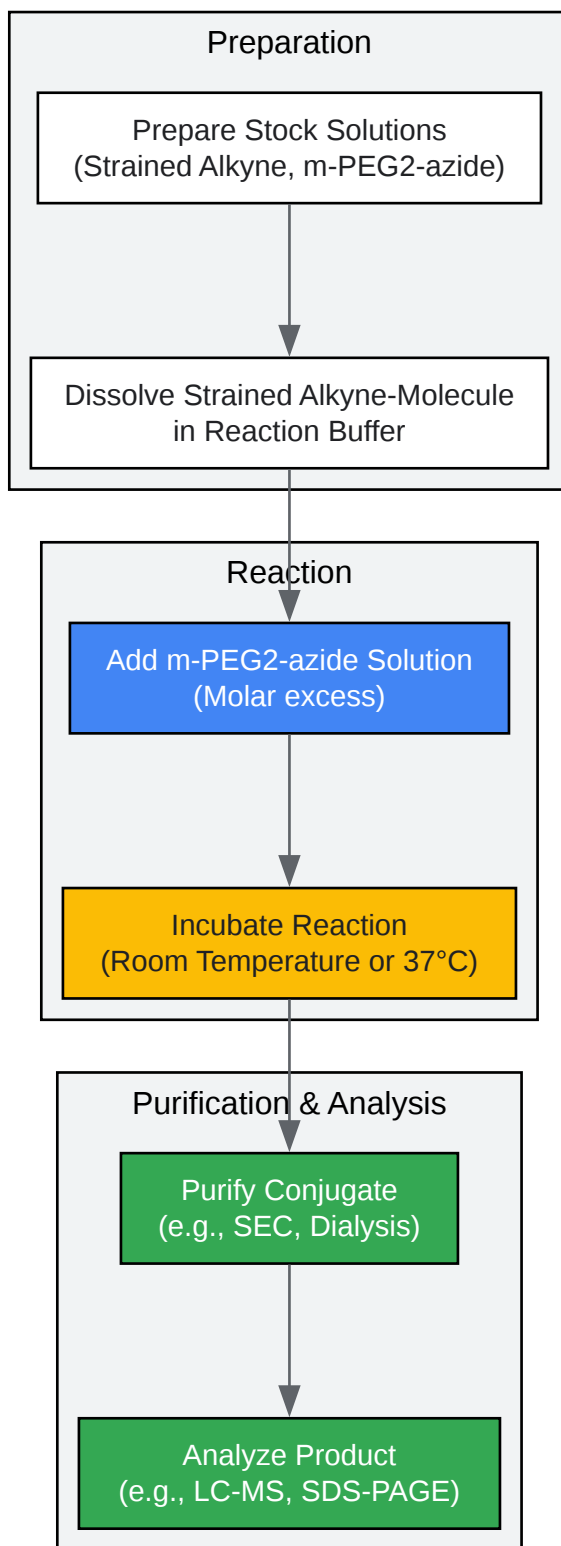 Preparation
Prepare Stock Solutions
(Strained Alkyne, m-PEG2-azide)
Dissolve Strained Alkyne-Molecule
in Reaction Buffer
Reaction
Add m-PEG2-azide Solution
(Molar excess)
Incubate Reaction
(Room Temperature or 37°C)
Purification & Analysis
Purify Conjugate
(e.g., SEC, Dialysis)
Analyze Product
(e.g., LC-MS, SDS-PAGE)